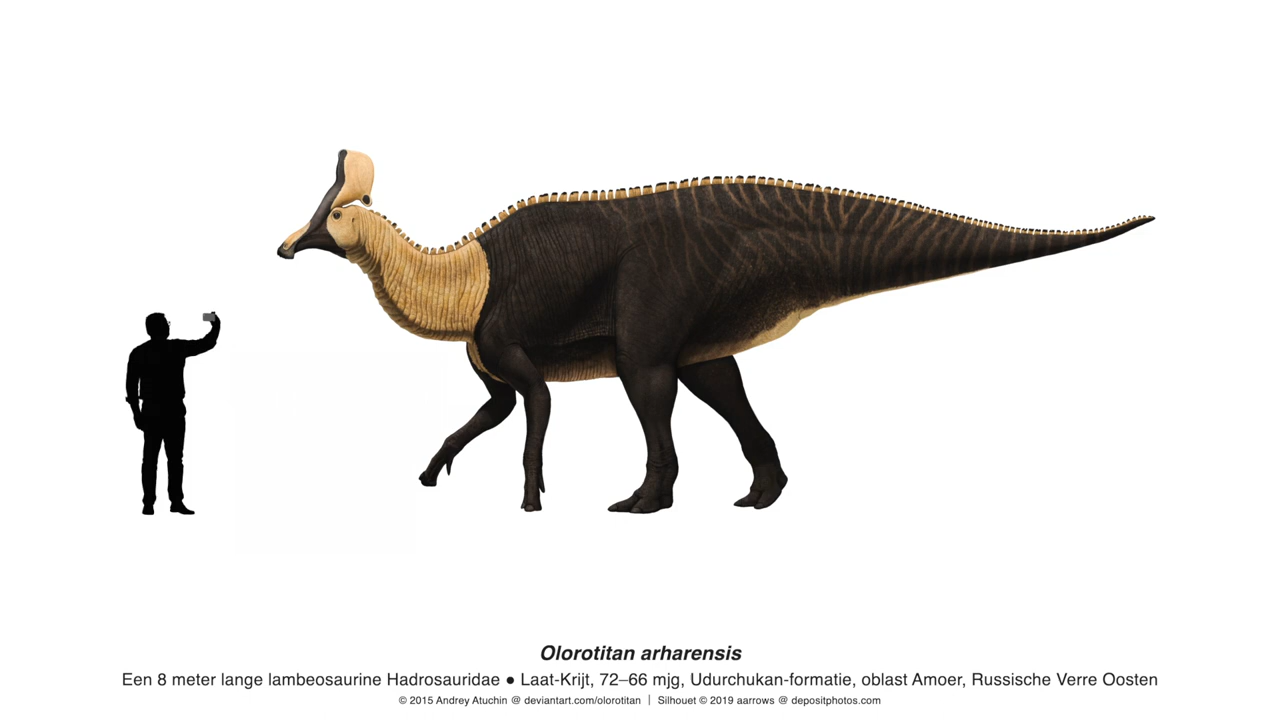 Olorotitan arharensis
Een 8 meter lange lambeosaurine Hadrosauridae ● Laat-Krijt, 72–66 mjg, Udurchukan-formatie, oblast Amoer, Russische Verre Oosten
© 2015 Andrey Atuchin @ deviantart.com/olorotitan | Silhouet © 2019 aarrows @ depositphotos.com